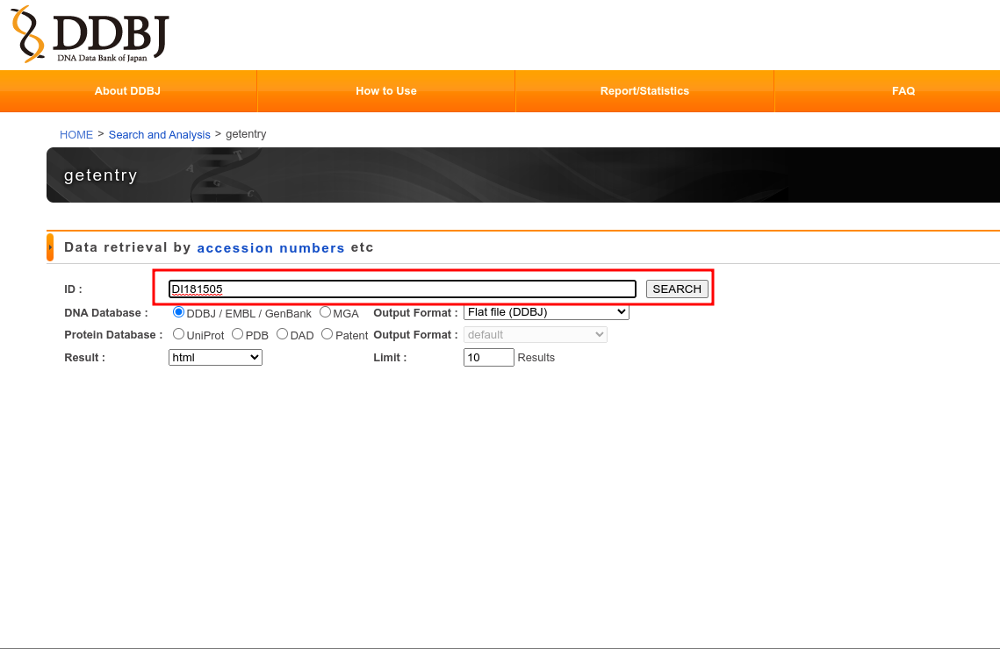 DDBJ
DNA Data Bank of Japan
About DDBJ How to Use Report/Statistics FAQ
HOME > Search and Analysis > getentry
A T G C
getentry
Data retrieval by accession numbers etc
ID : DI181505 SEARCH
DNA Database : DDBJ / EMBL / GenBank MGA Output Format : Flat file (DDBJ)
Protein Database : UniProt PDB DAD Patent Output Format : default
Result : html Limit : 10 Results